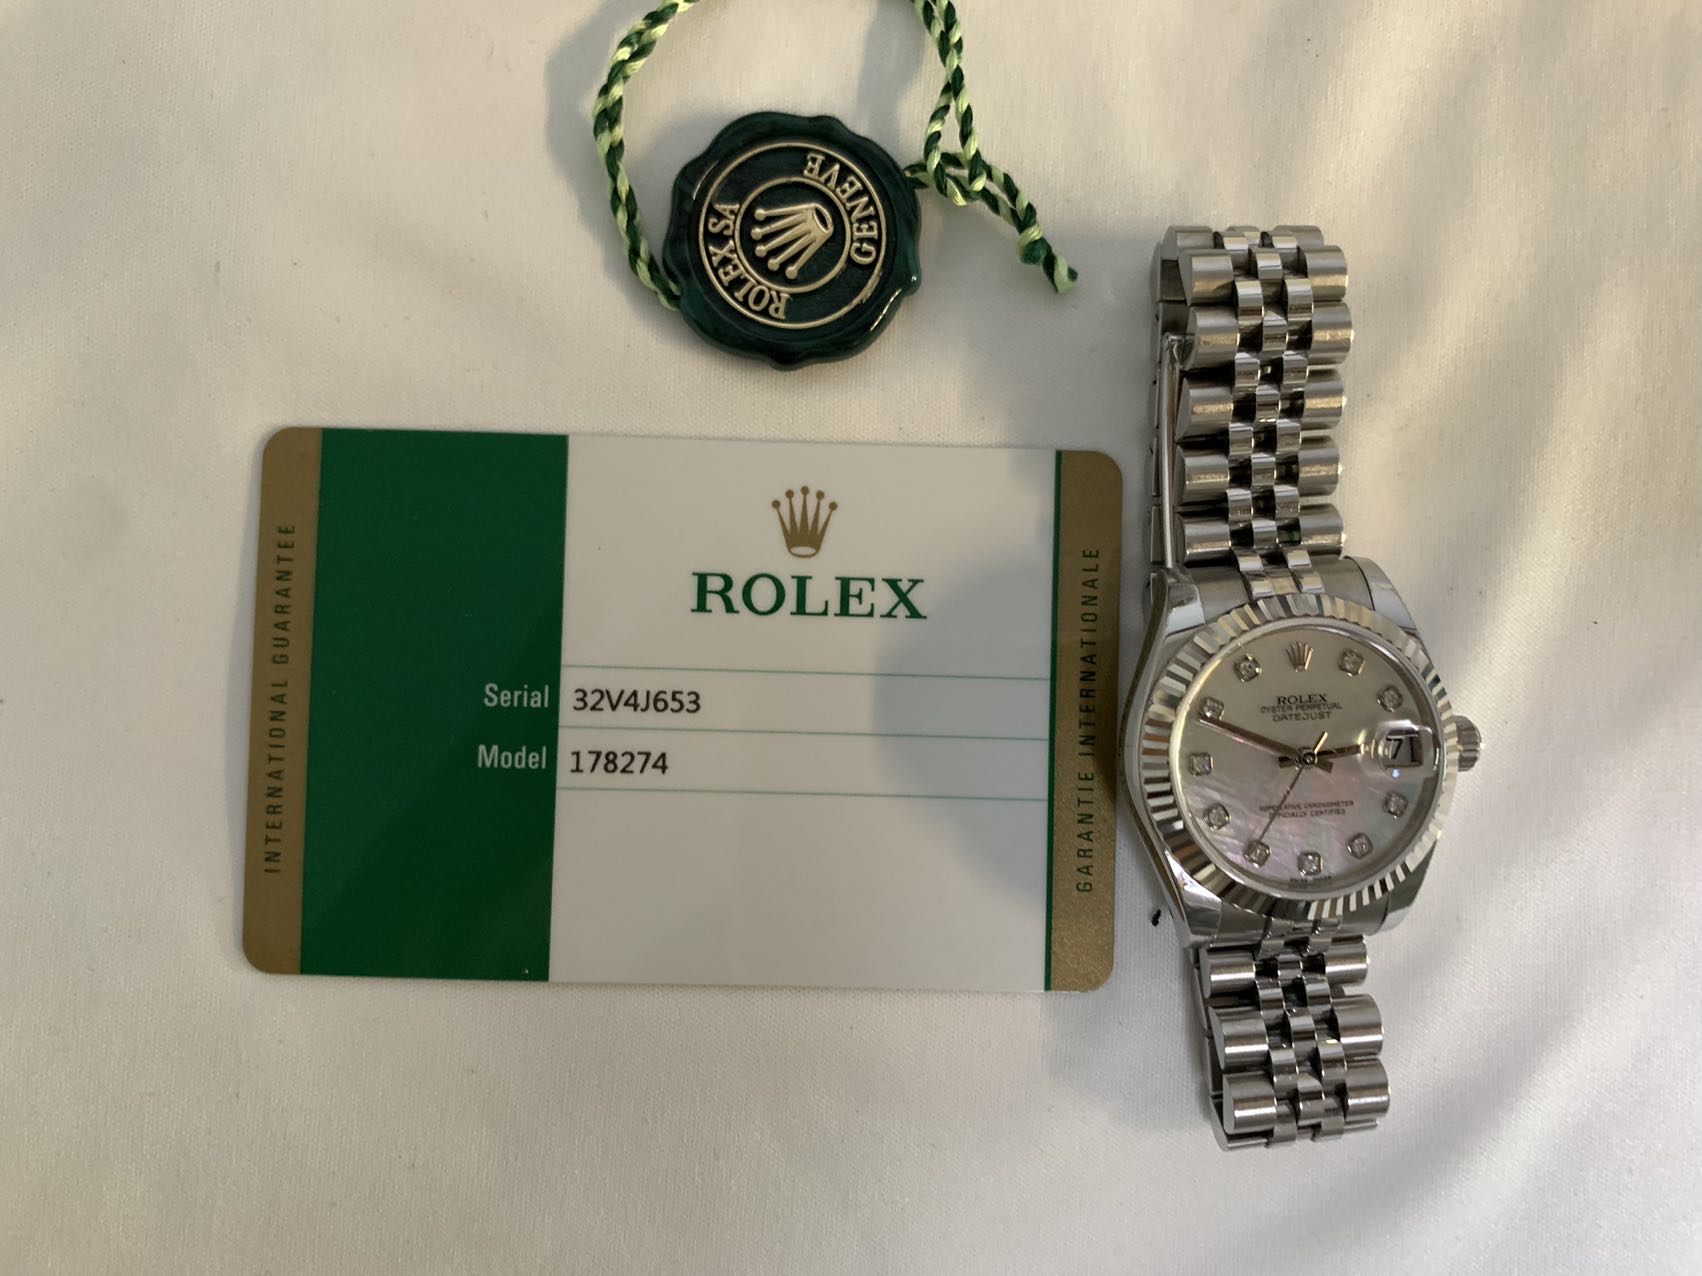 ROLEX SA
GENEVE
INTERNATIONAL GUARANTEE
ROLEX
Serial 32V4J653
Model 178274
GARANTIE INTERNATIONALE
ROLEX
OYSTER PERPETUAL
DATEJUST
7
SUPERLATIVE CHRONOMETER
OFFICIALLY CERTIFIED